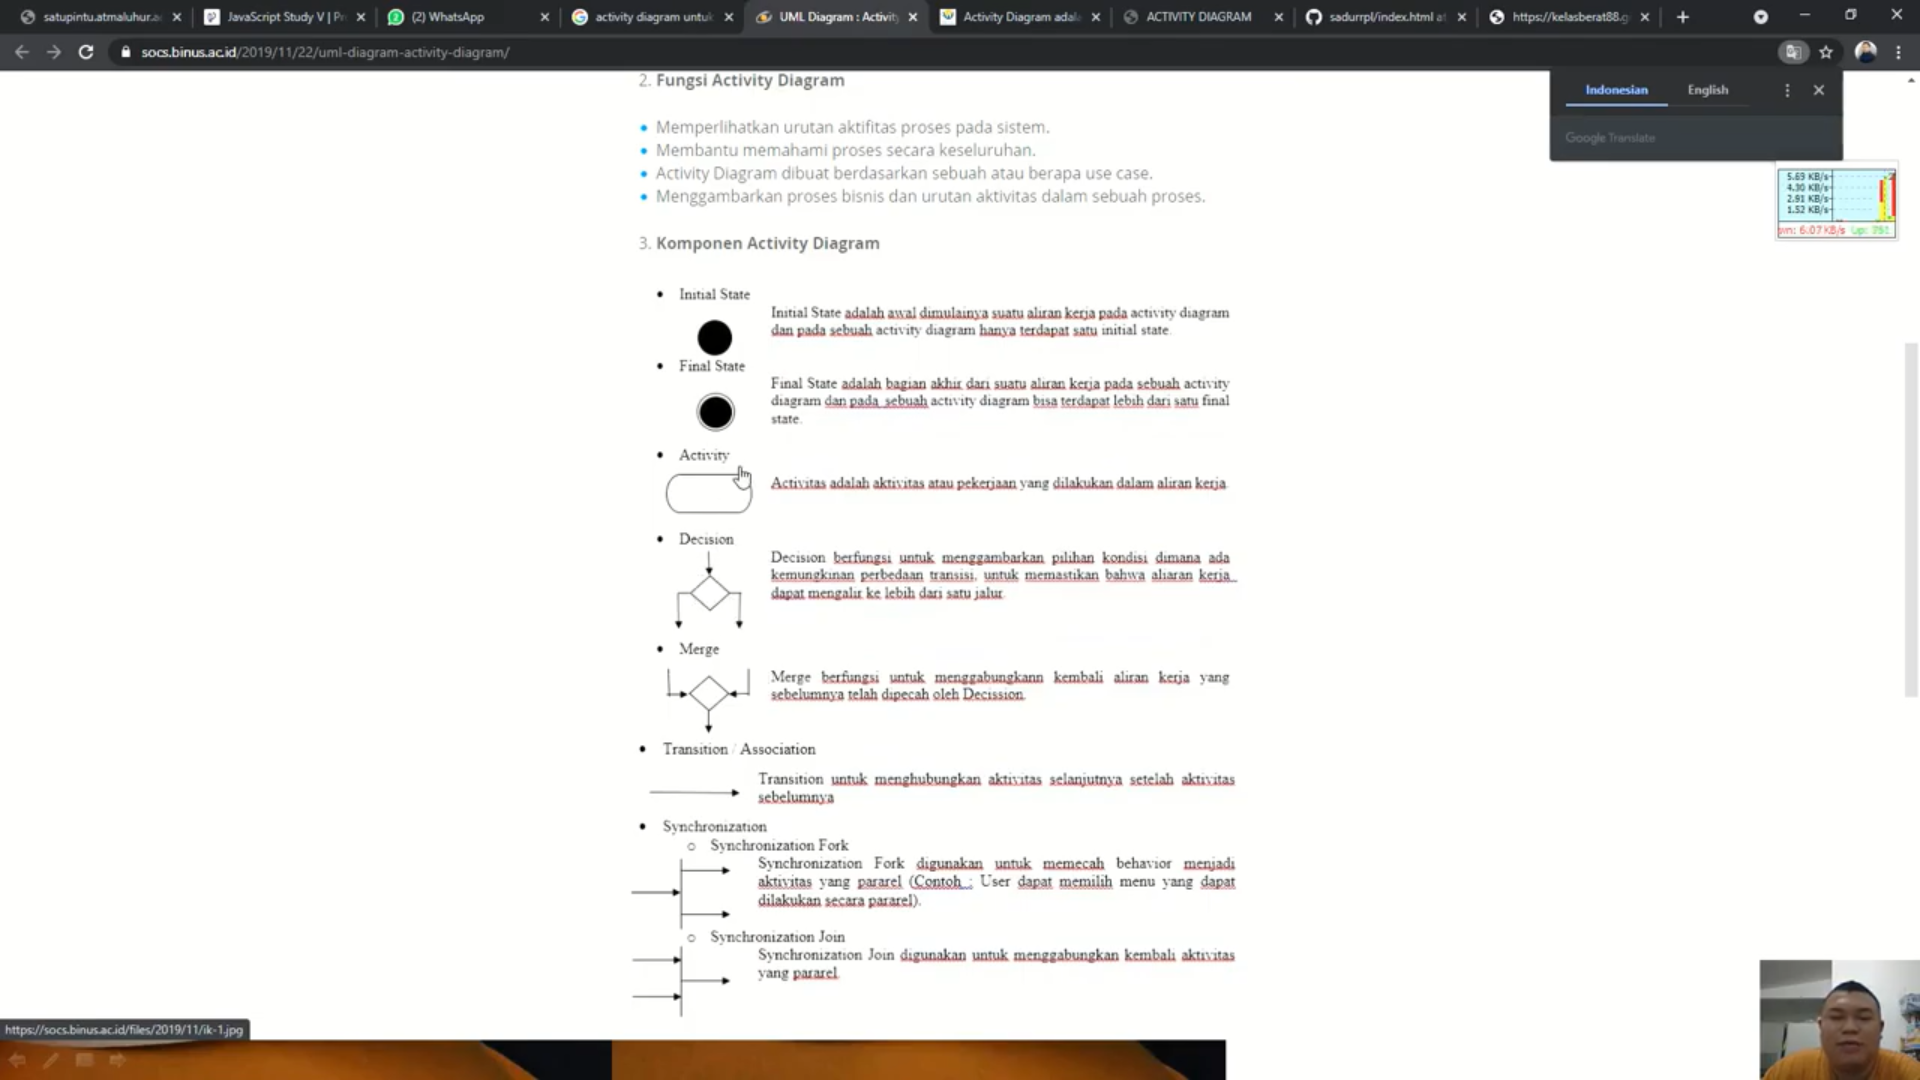 satupintu.atmaluhur.a
JavaScript Study V | P
(2) WhatsApp
activity diagram untuk
UML Diagram : Activity
Activity Diagram adal
ACTIVITY DIAGRAM
sadurrpl/index.html at
https://kelasberat88.g
socs.binus.ac.id/2019/11/22/uml-diagram-activity-diagram/
Indonesian
English
Google Translate
5.69 KB/s
4.30 KB/s
2.91 KB/s
1.52 KB/s
wn: 6.07 KB/s
2. Fungsi Activity Diagram
Memperlihatkan urutan aktifitas proses pada sistem.
Membantu memahami proses secara keseluruhan.
Activity Diagram dibuat berdasarkan sebuah atau berapa use case.
Menggambarkan proses bisnis dan urutan aktivitas dalam sebuah proses.
3. Komponen Activity Diagram
Initial State
Initial State adalah awal dimulainya suatu aliran kerja pada activity diagram
dan pada sebuah activity diagram hanya terdapat satu initial state.
Final State
Final State adalah bagian akhir dari suatu aliran kerja pada sebuah activity
diagram dan pada sebuah activity diagram bisa terdapat lebih dari satu final
state.
Activity
Activitas adalah aktivitas atau pekerjaan yang dilakukan dalam aliran kerja
Decision
Decision berfungsi untuk menggambarkan pilihan kondisi dimana ada
kemungkinan perbedaan transisi, untuk memastikan bahwa aliaran kerja
dapat mengalir ke lebih dari satu jalur.
Merge
Merge berfungsi untuk menggabungkann kembali aliran kerja yang
sebelumnya telah dipecah oleh Decission.
Transition / Association
Transition untuk menghubungkan aktivitas selanjutnya setelah aktivitas
sebelumnya
Synchronization
Synchronization Fork
Synchronization Fork digunakan untuk memecah behavior menjadi
aktivitas yang pararel (Contoh : User dapat memilih menu yang dapat
dilakukan secara pararel).
Synchronization Join
Synchronization Join digunakan untuk menggabungkan kembali aktivitas
yang pararel
https://socs.binus.ac.id/files/2019/11/ik-1.jpg